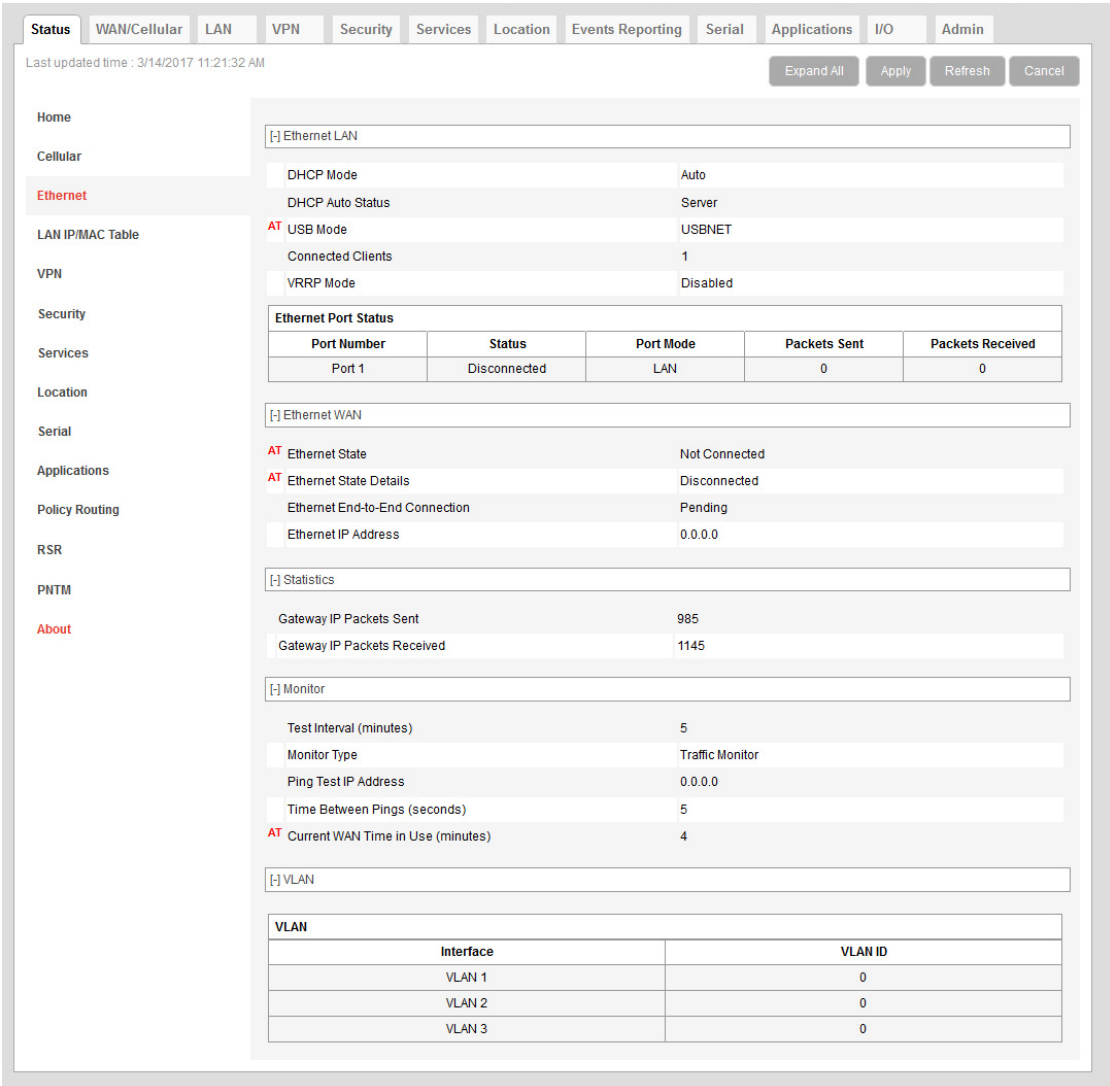 Status WAN/Cellular LAN VPN Security Services Location Events Reporting Serial Applications I/O Admin
Last updated time : 3/14/2017 11:21:32 AM
Expand All Apply Refresh Cancel
Home
Cellular
Ethernet
LAN IP/MAC Table
VPN
Security
Services
Location
Serial
Applications
Policy Routing
RSR
PNTM
About
[-] Ethernet LAN
DHCP Mode Auto
DHCP Auto Status Server
AT USB Mode USBNET
Connected Clients 1
VRRP Mode Disabled
Ethernet Port Status
Port Number Status Port Mode Packets Sent Packets Received
Port 1 Disconnected LAN 0 0
[-] Ethernet WAN
AT Ethernet State Not Connected
AT Ethernet State Details Disconnected
Ethernet End-to-End Connection Pending
Ethernet IP Address 0.0.0.0
[-] Statistics
Gateway IP Packets Sent 985
Gateway IP Packets Received 1145
[-] Monitor
Test Interval (minutes) 5
Monitor Type Traffic Monitor
Ping Test IP Address 0.0.0.0
Time Between Pings (seconds) 5
AT Current WAN Time in Use (minutes) 4
[-] VLAN
VLAN
Interface VLAN ID
VLAN 1 0
VLAN 2 0
VLAN 3 0